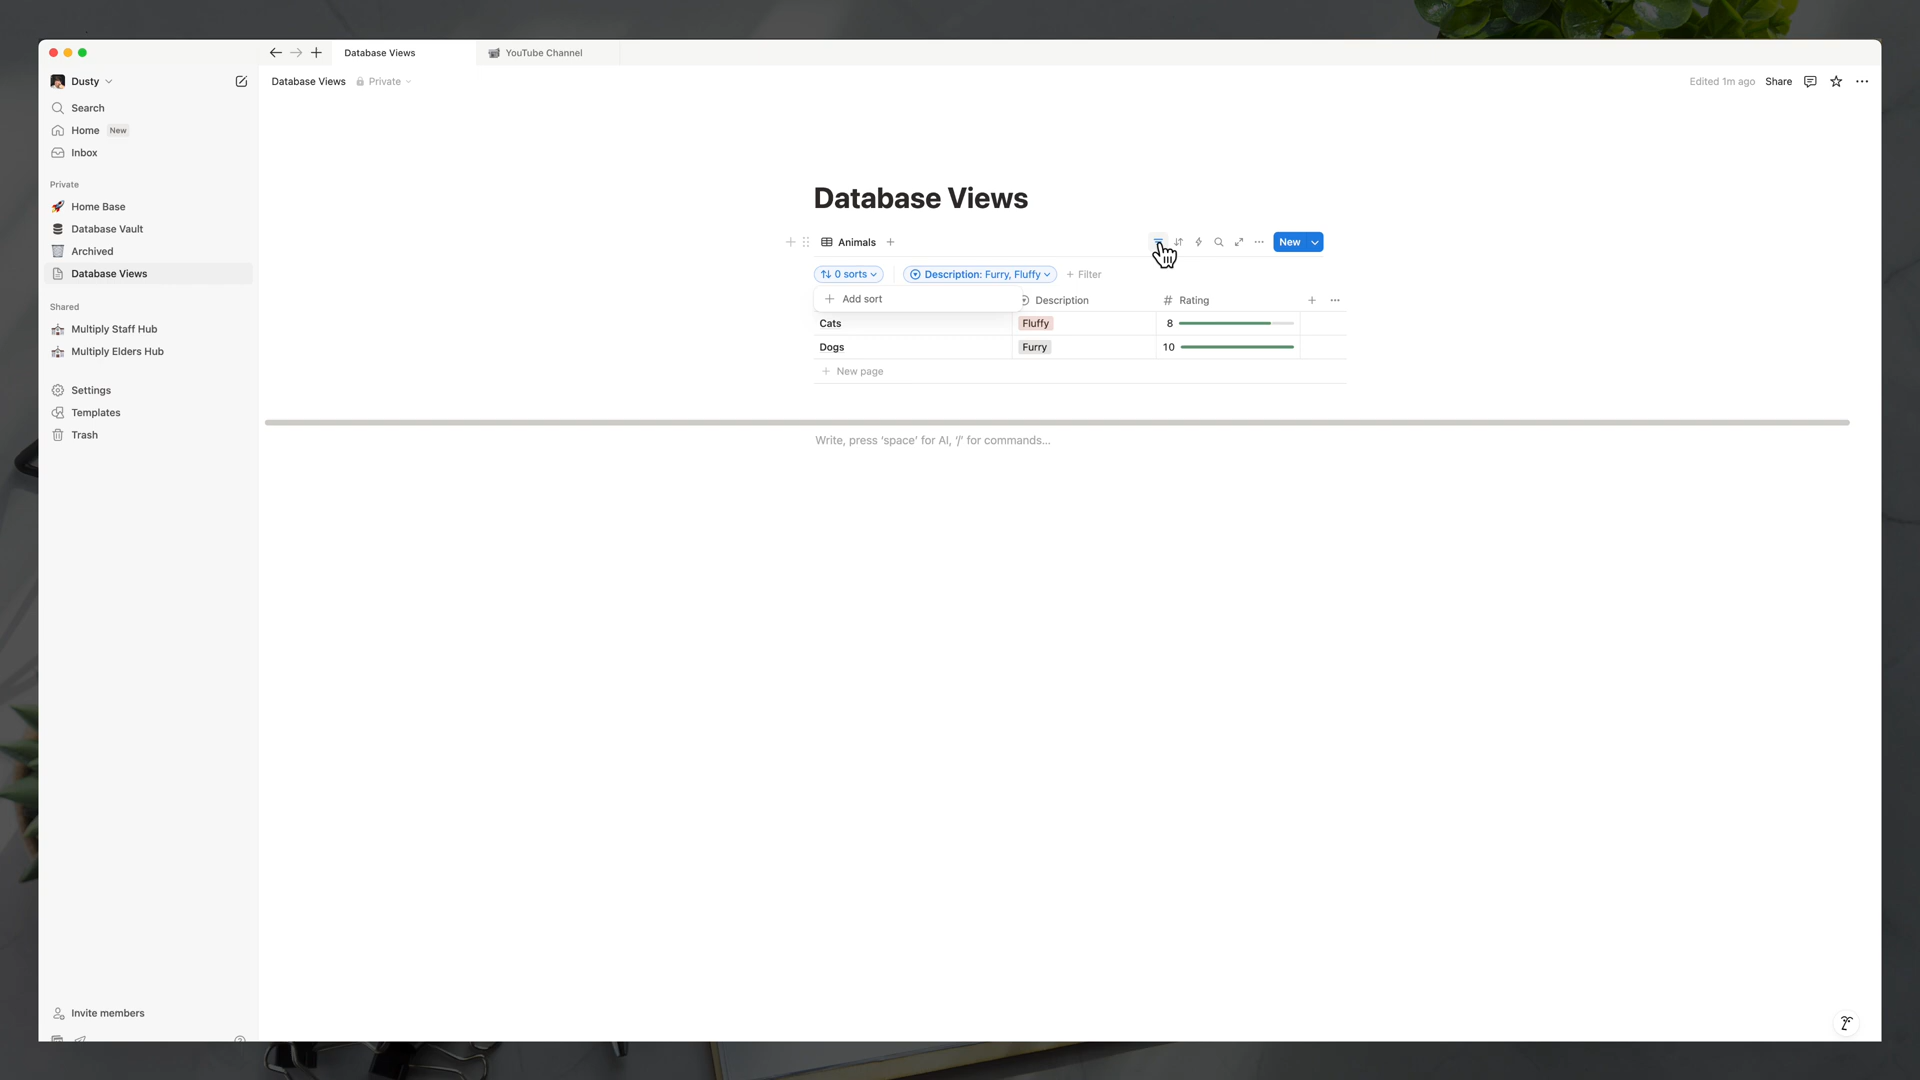 Database Views
YouTube Channel
Dusty
Database Views Private
Edited 1m ago Share
Search
Home New
Inbox
Private
Home Base
Database Vault
Archived
Database Views
Shared
Multiply Staff Hub
Multiply Elders Hub
Settings
Templates
Trash
Invite members
Database Views
Animals
New
0 sorts
Description: Furry, Fluffy
+ Filter
+ Add sort
Description
# Rating
Cats Fluffy 8
Dogs Furry 10
+ New page
Write, press ‘space’ for AI, ‘/’ for commands…